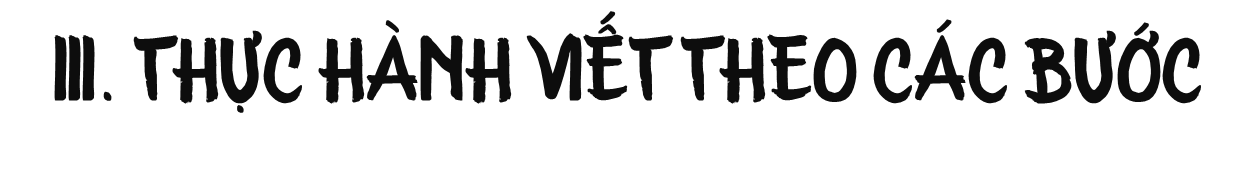 III. THỰC HÀNH VIẾT THEO CÁC BƯỚC